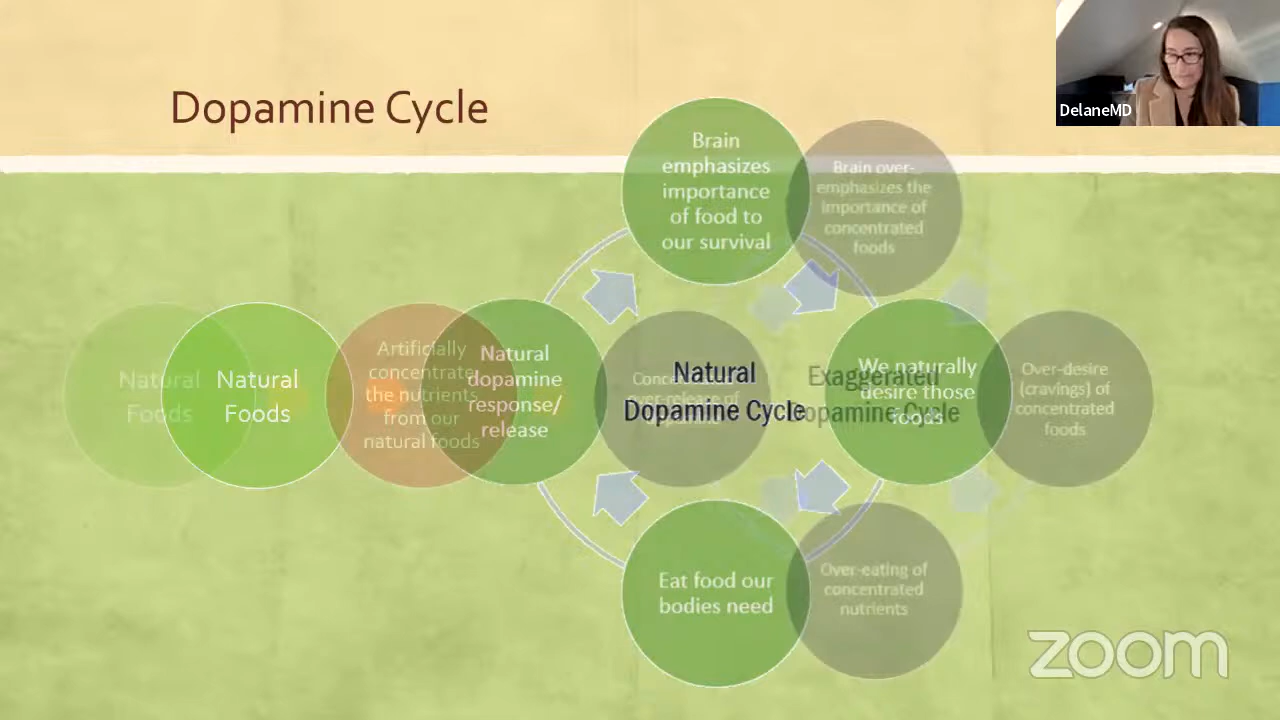 Dopamine Cycle
DelaneMD
Brain
emphasizes
importance
of food to
our survival
Brain over-
emphasizes the
importance of
concentrated
foods
Natural
Foods
Natural
Foods
Artificially
concentrate
the nutrients
from our
natural foods
Natural
dopamine
response/
release
over-release of
Natural
Dopamine Cycle
Exaggerated
Dopamine Cycle
We naturally
desire those
foods
Over-desire
(cravings) of
concentrated
foods
Eat food our
bodies need
Over-eating of
concentrated
nutrients
zoom